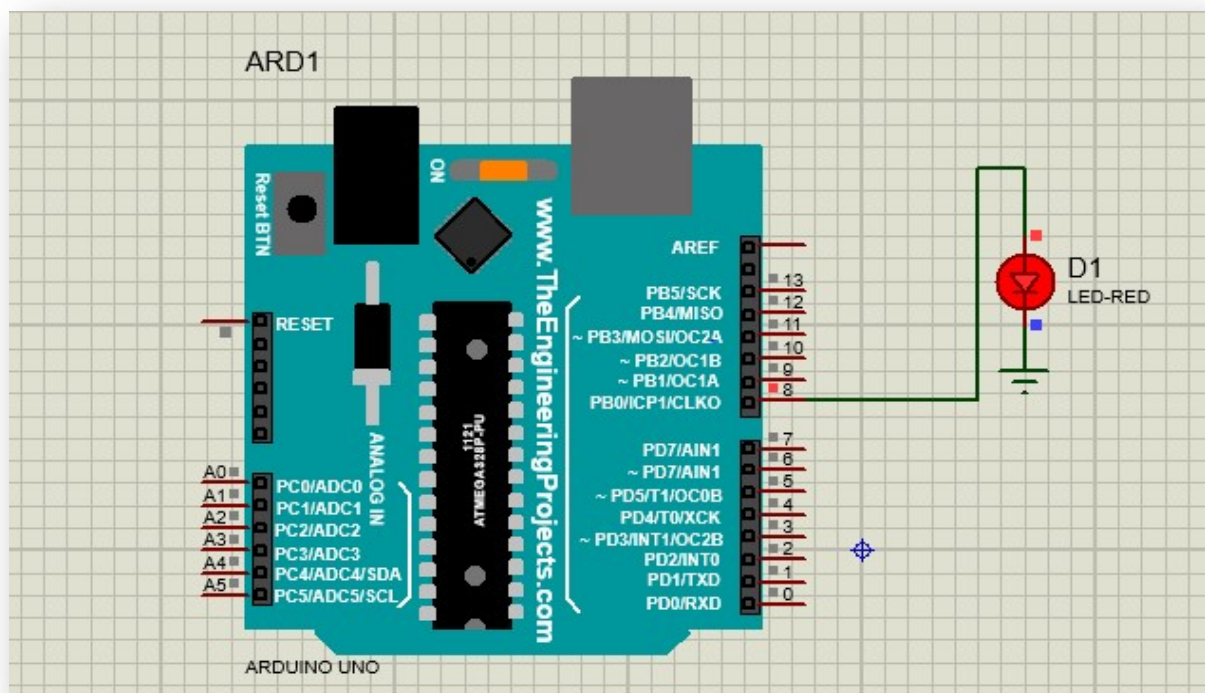 ARD1
ON
Reset BTN
www.TheEngineeringProjects.com
AREF
PB5/SCK
13
PB4/MISO
12
~ PB3/MOSI/OC2A
11
~ PB2/OC1B
10
~ PB1/OC1A
9
PB0/ICP1/CLKO
8
D1
LED-RED
RESET
ANALOG IN
1121
ATMEGA328P-PU
PD7/AIN1
7
~ PD7/AIN1
6
~ PD5/T1/OC0B
5
PD4/T0/XCK
4
~ PD3/INT1/OC2B
3
PD2/INT0
2
PD1/TXD
1
PD0/RXD
0
A0
PC0/ADC0
A1
PC1/ADC1
A2
PC2/ADC2
A3
PC3/ADC3
A4
PC4/ADC4/SDA
A5
PC5/ADC5/SCL
ARDUINO UNO